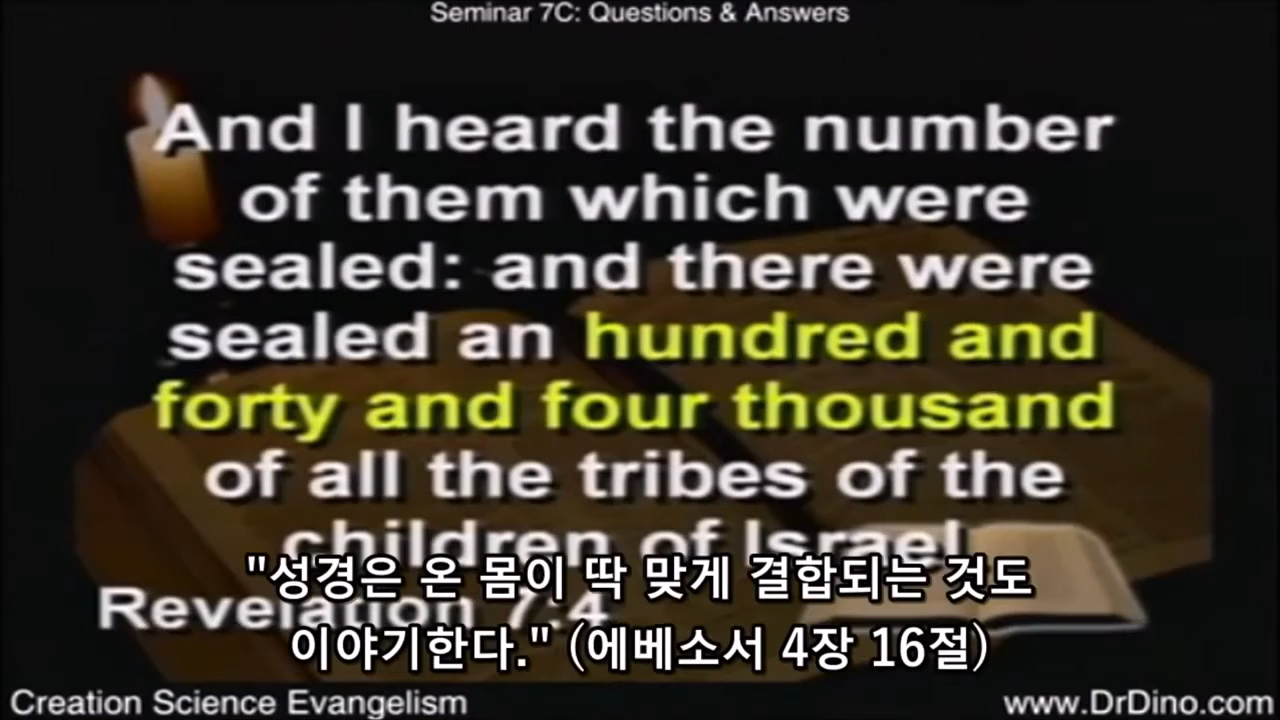 Seminar 7C: Questions & Answers
And I heard the number
of them which were
sealed: and there were
sealed an hundred and
forty and four thousand
of all the tribes of the
children of Israel
Revelation 7:4
"성경은 온 몸이 딱 맞게 결합되는 것도
이야기한다." (에베소서 4장 16절)
Creation Science Evangelism
www.DrDino.com